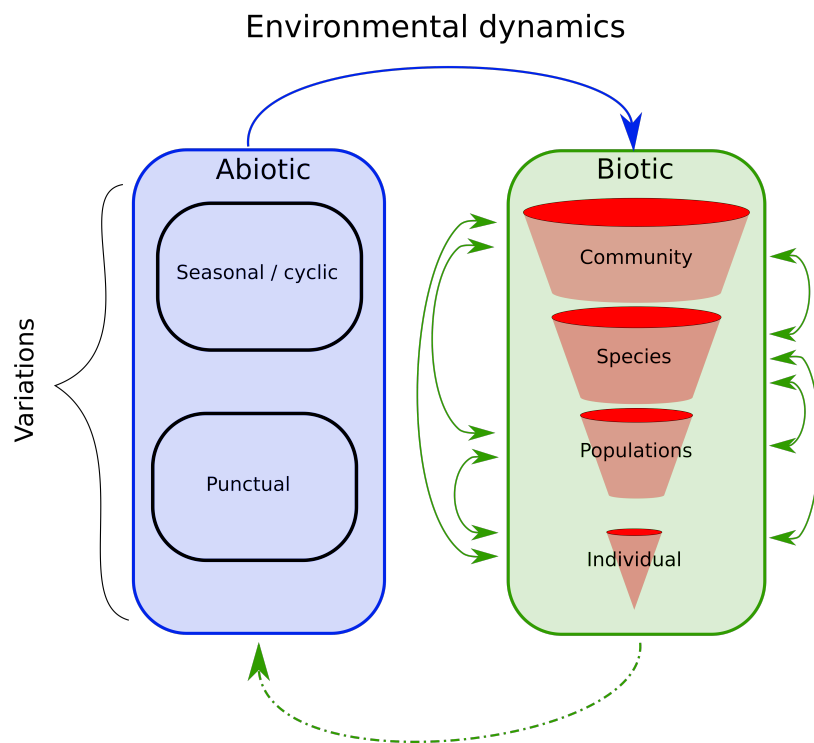 Environmental dynamics
Abiotic
Biotic
Variations
Seasonal / cyclic
Punctual
Community
Species
Populations
Individual